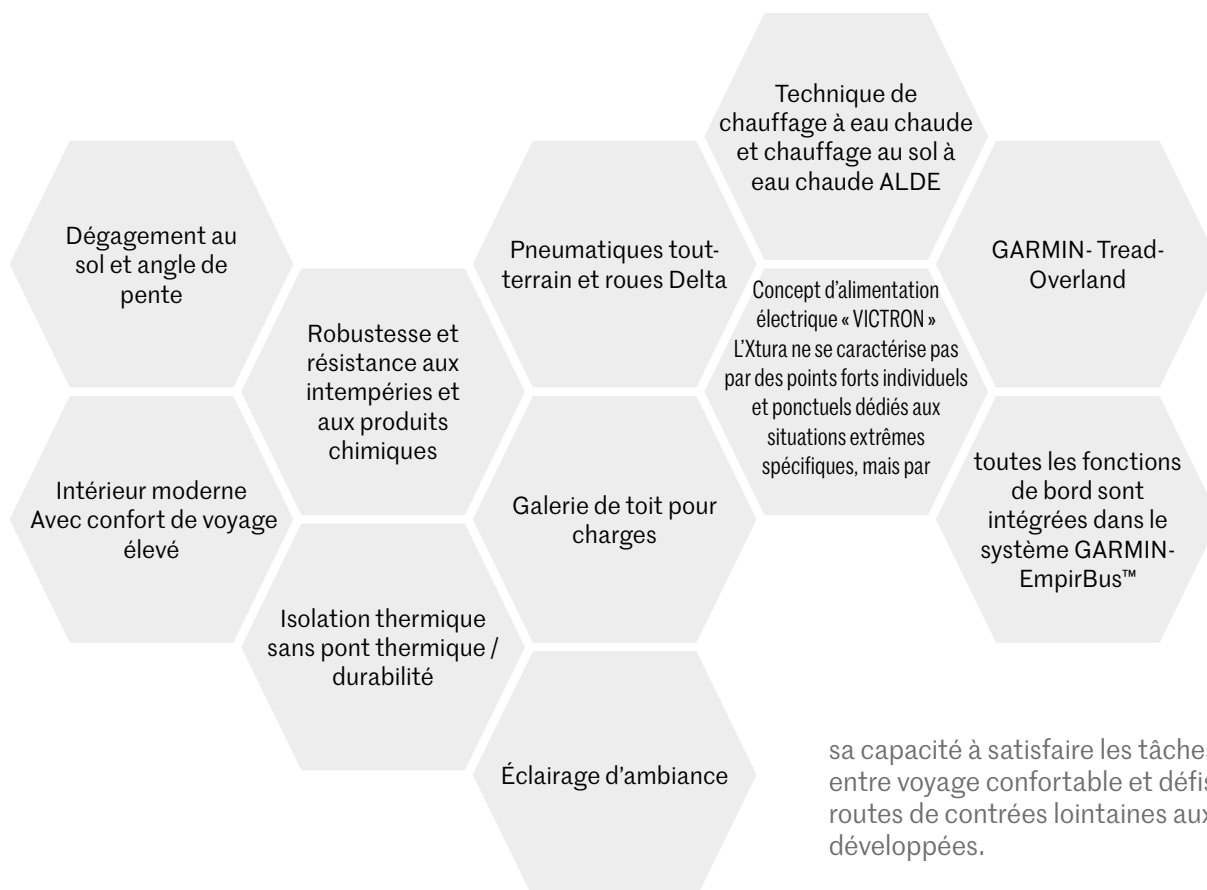 Technique de
chauffage à eau chaude
et chauffage au sol à
eau chaude ALDE
Dégagement au
sol et angle de
pente
Pneumatiques tout-
terrain et roues Delta
GARMIN- Tread-
Overland
Robustesse et
résistance aux
intempéries et
aux produits
chimiques
Concept d’alimentation
électrique « VICTRON »
L’Xtura ne se caractérise pas
par des points forts individuels
et ponctuels dédiés aux
situations extrêmes
spécifiques, mais par
Intérieur moderne
Avec confort de voyage
élevé
Galerie de toit pour
charges
toutes les fonctions
de bord sont
intégrées dans le
système GARMIN-
EmpirBus™
Isolation thermique
sans pont thermique /
durabilité
Éclairage d’ambiance
sa capacité à satisfaire les tâches
entre voyage confortable et défis
routes de contrées lointaines aux
développées.